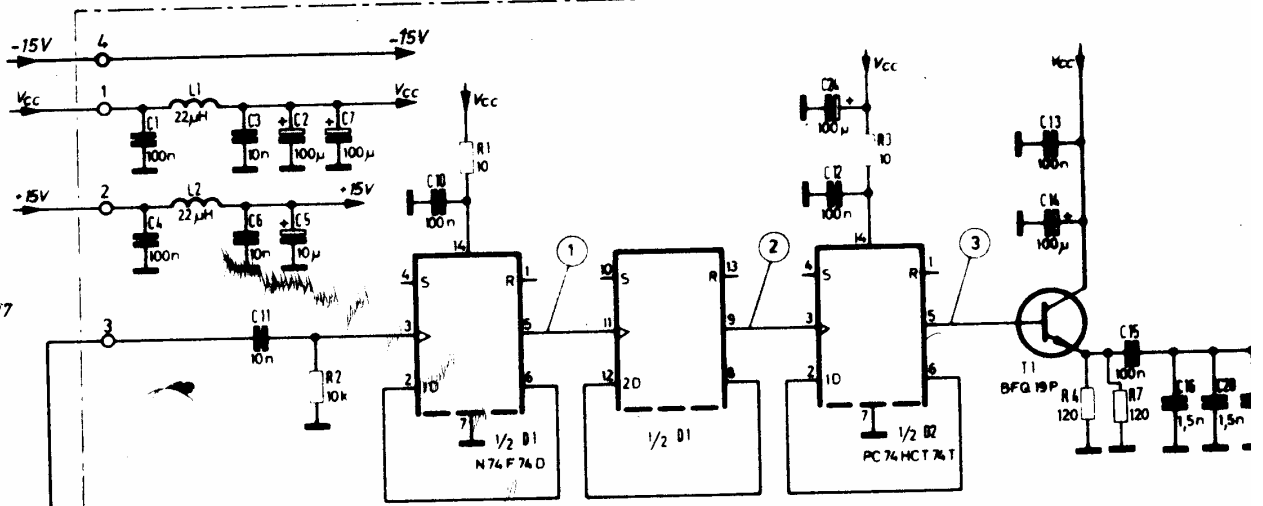 -15V
4
-15V
Vcc
1
L1
22µH
Vcc
C1
100n
C3
10n
+
C2
100µ
+
C7
100µ
+15V
2
L2
22µH
+15V
C4
100n
C6
10n
+
C5
10µ
7
3
C11
10n
R2
10k
Vcc
R1
10
C10
100n
14
4
S
R
1
3
5
2
1D
6
7
1/2 D1
N74F74D
1
10
S
R
13
11
9
12
2D
8
1/2 D1
2
Vcc
C24
+
100µ
R3
10
C12
100n
14
4
S
R
1
3
5
2
1D
6
7
1/2 D2
PC74HCT74T
3
Vcc
C13
100n
C14
+
100µ
T1
BFQ19P
C15
100n
R4
120
R7
120
C16
1,5n
C20
1,5n